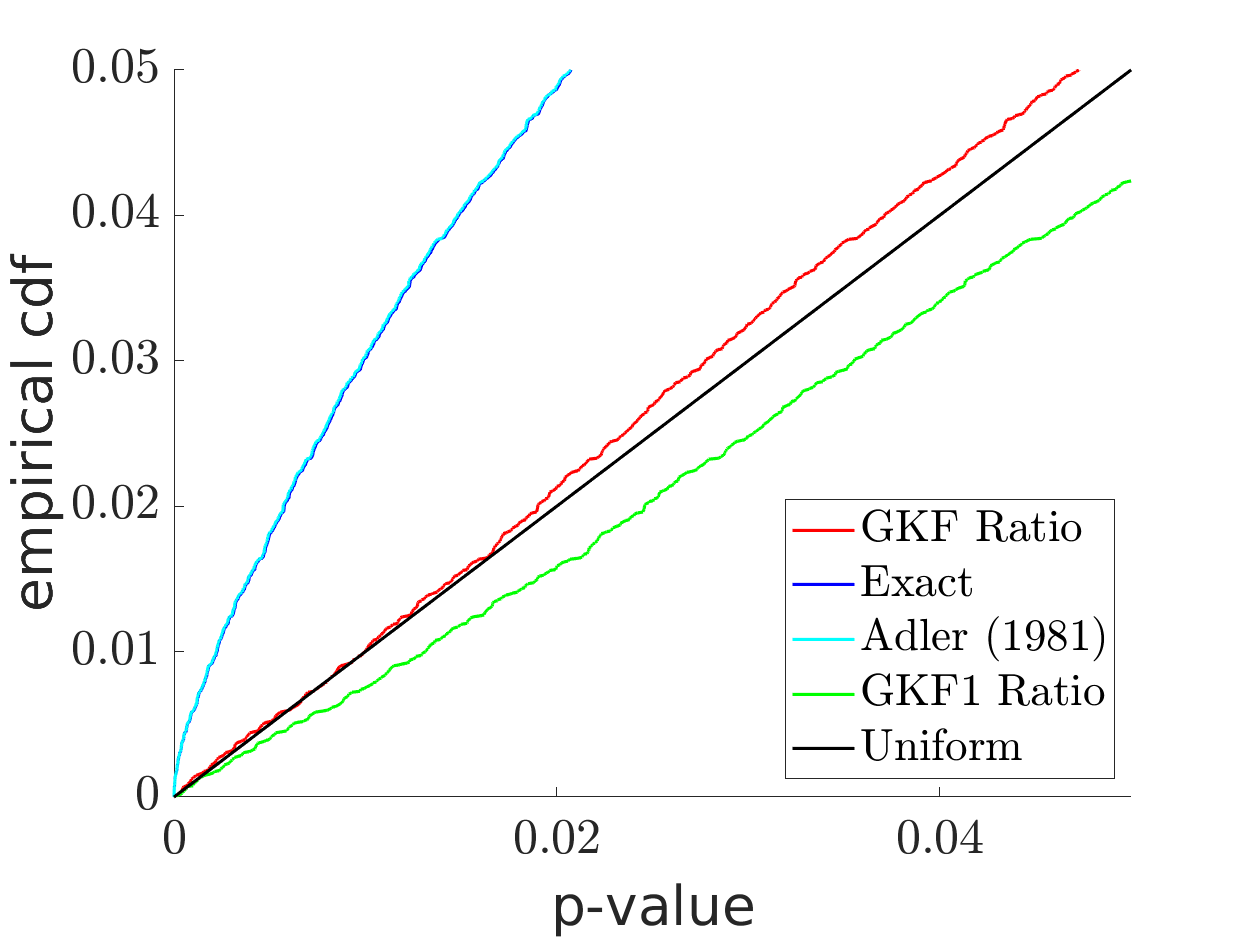 0.05
0.04
0.03
0.02
0.01
0
0
0.02
0.04
empirical cdf
p-value
GKF Ratio
Exact
Adler (1981)
GKF1 Ratio
Uniform